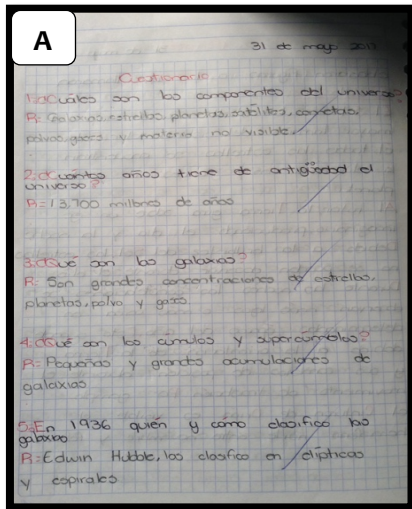 A
31 de mayo 2011
Cuestionario
1.¿Cuáles son los componentes del universo?
R: Galaxias, estrellas, planetas, satélites, cometas,
polvo, gases y materia no visible.
2.¿Cuantos años tiene de antigüedad el
universo?
R=13.700 millones de años
3.¿Qué son las galaxias?
R: Son grandes concentraciones de estrellas,
planetas, polvo y gases
4.¿Qué son los cúmulos y supercúmulos?
R: Pequeñas y grandes acumulaciones de
galaxias
5.En 1936 quién y cómo clasifico las
galaxias
R: Edwin Hubble, las clasfico en elípticas
y espirales